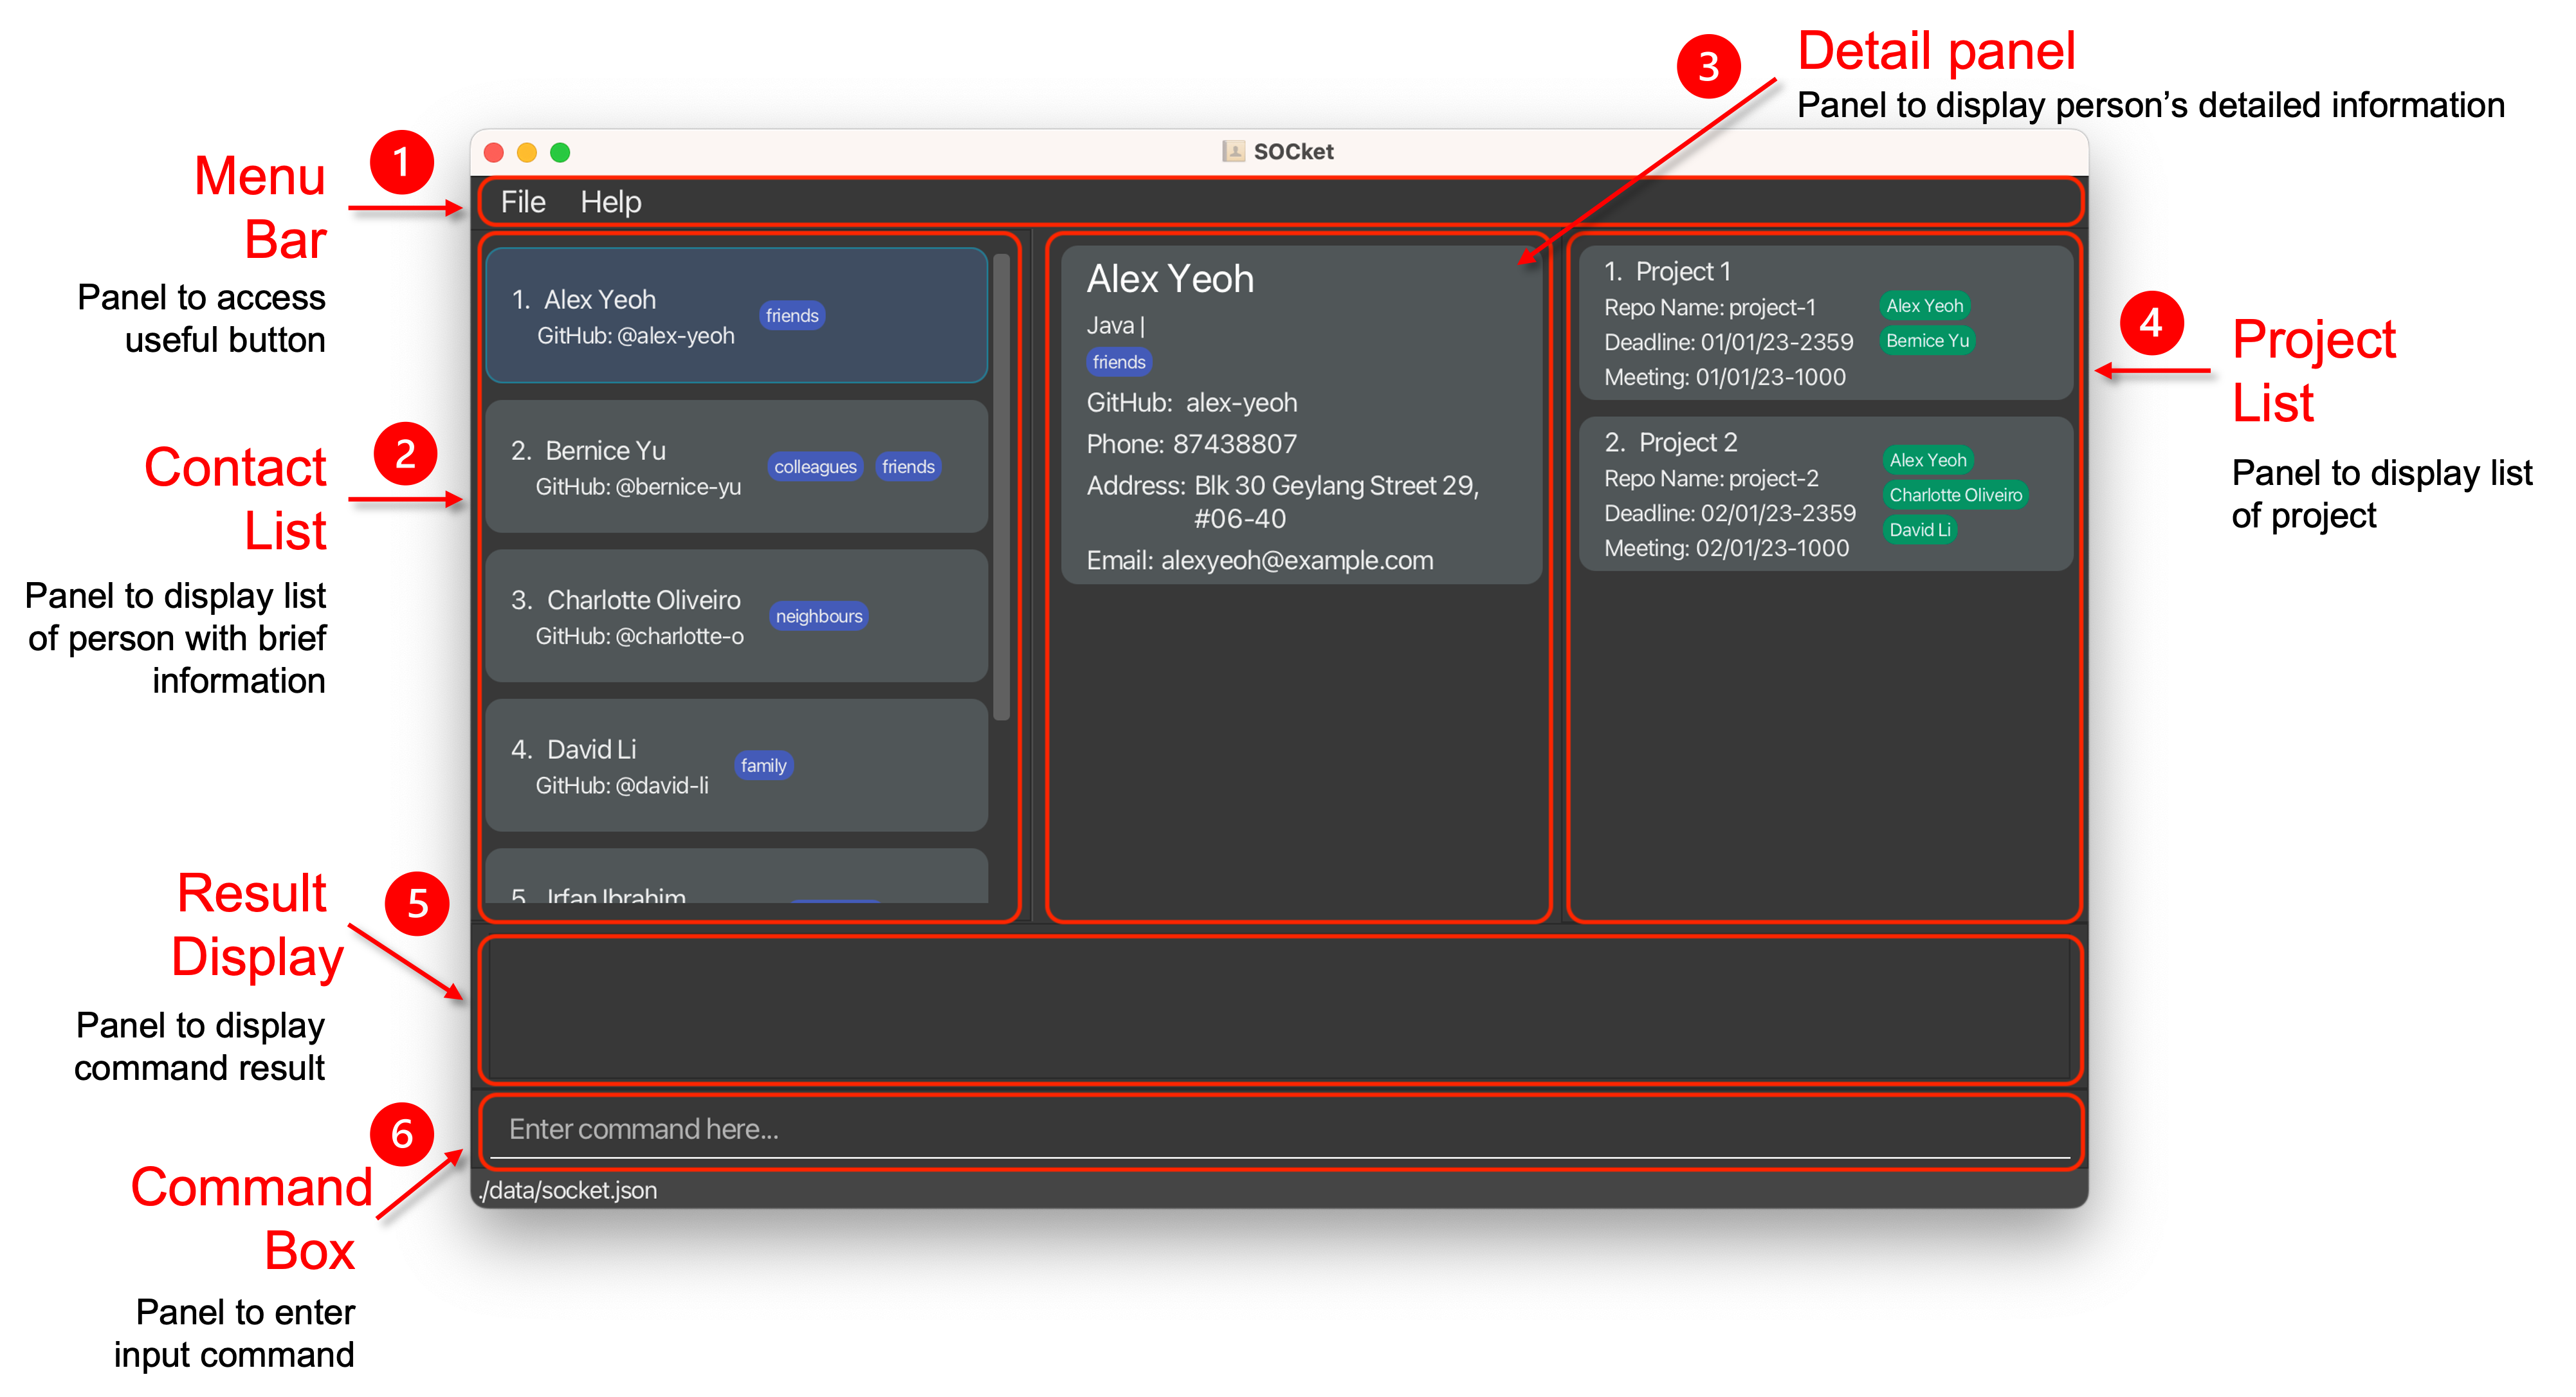 3
Detail panel
Panel to display person’s detailed information
1
Menu
Bar
Panel to access
useful button
2
Contact
List
Panel to display list
of person with brief
information
SOCket
File Help
1. Alex Yeoh
GitHub: @alex-yeoh
friends
2. Bernice Yu
GitHub: @bernice-yu
colleagues friends
3. Charlotte Oliveiro
GitHub: @charlotte-o
neighbours
4. David Li
GitHub: @david-li
family
5. Irfan Ibrahim
Alex Yeoh
Java |
friends
GitHub: alex-yeoh
Phone: 87438807
Address: Blk 30 Geylang Street 29,
#06-40
Email: alexyeoh@example.com
1. Project 1
Repo Name: project-1
Deadline: 01/01/23-2359
Meeting: 01/01/23-1000
Alex Yeoh
Bernice Yu
2. Project 2
Repo Name: project-2
Deadline: 02/01/23-2359
Meeting: 02/01/23-1000
Alex Yeoh
Charlotte Oliveiro
David Li
4
Project
List
Panel to display list
of project
5
Result
Display
Panel to display
command result
6
Command
Box
Panel to enter
input command
Enter command here...
./data/socket.json